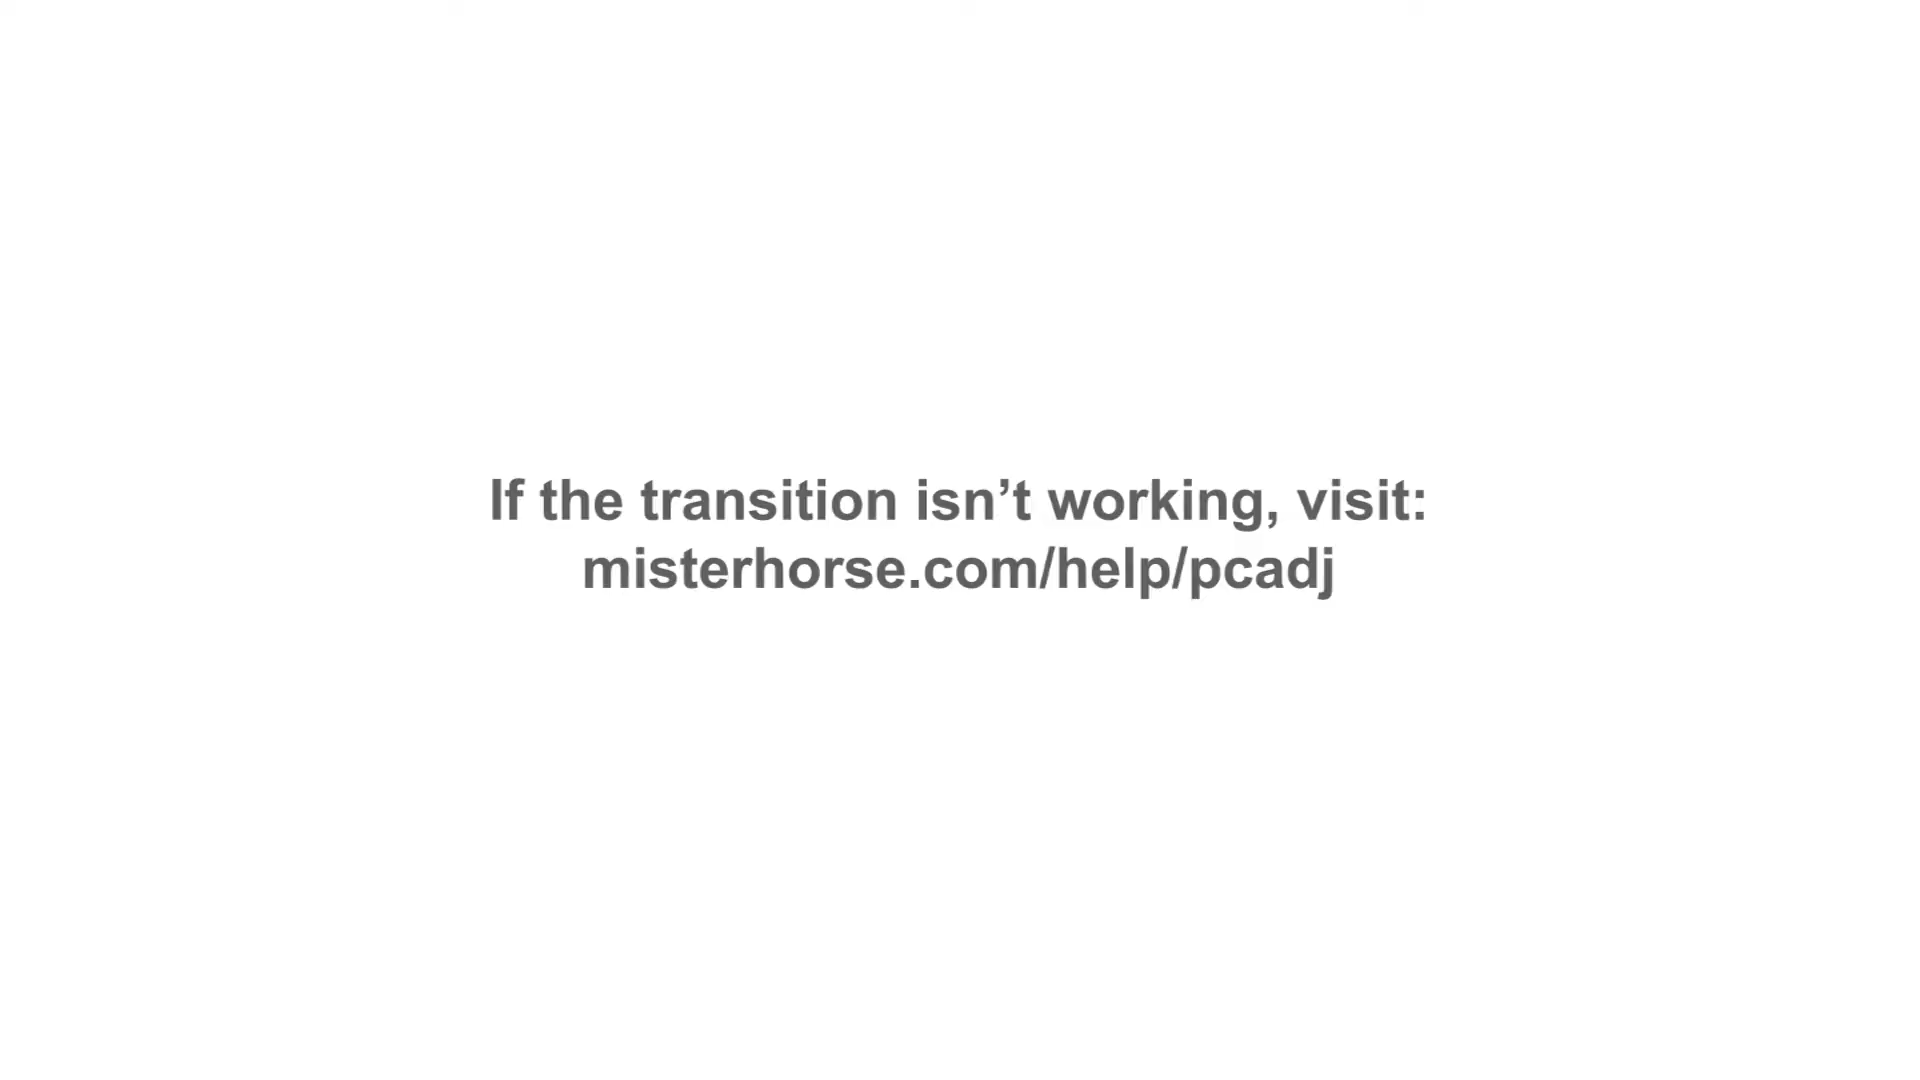 If the transition isn’t working, visit:
misterhorse.com/help/pcadj